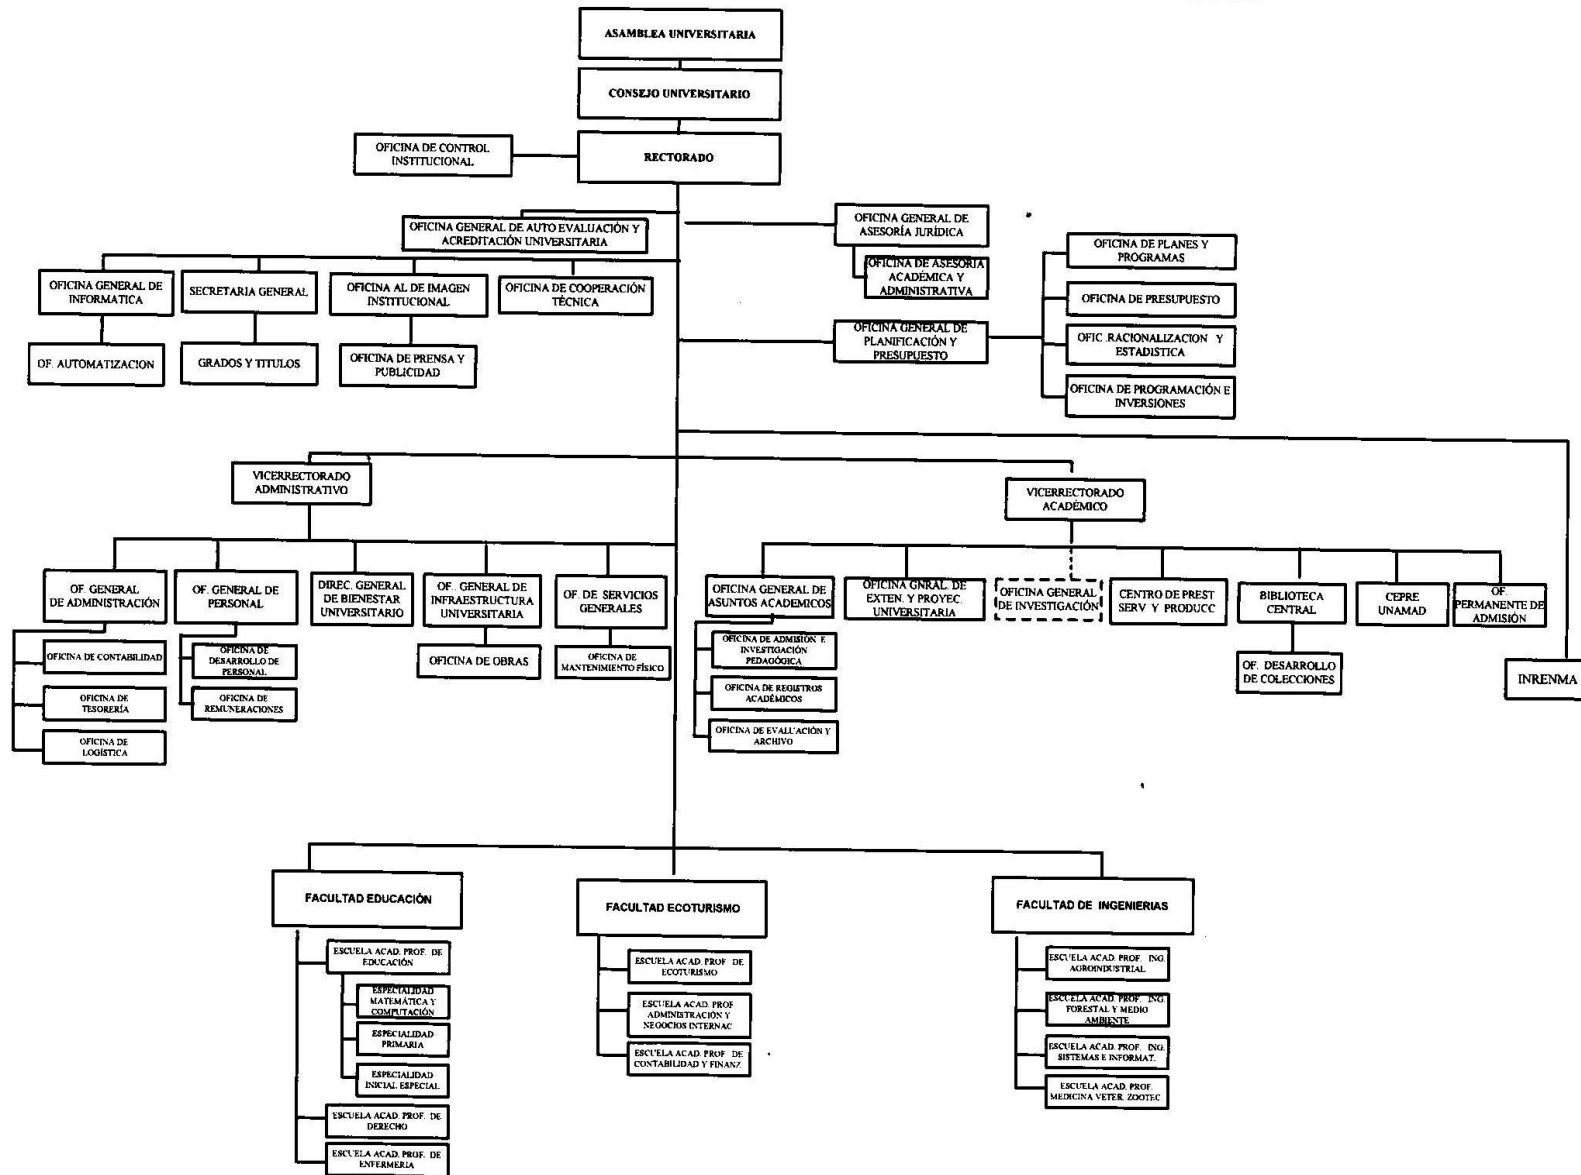 ASAMBLEA UNIVERSITARIA
CONSEJO UNIVERSITARIO
OFICINA DE CONTROL
INSTITUCIONAL
RECTORADO
OFICINA GENERAL DE AUTO EVALUACIÓN Y
ACREDITACIÓN UNIVERSITARIA
OFICINA GENERAL DE
ASESORÍA JURÍDICA
OFICINA DE ASESORIA
ACADÉMICA Y
ADMINISTRATIVA
OFICINA DE PLANES Y
PROGRAMAS
OFICINA DE PRESUPUESTO
OFIC .RACIONALIZACION Y
ESTADISTICA
OFICINA DE PROGRAMACIÓN E
INVERSIONES
OFICINA GENERAL DE
PLANIFICACIÓN Y
PRESUPUESTO
OFICINA GENERAL DE
INFORMATICA
SECRETARIA GENERAL
OFICINA AL DE IMAGEN
INSTITUCIONAL
OFICINA DE COOPERACIÓN
TÉCNICA
OF. AUTOMATIZACION
GRADOS Y TITULOS
OFICINA DE PRENSA Y
PUBLICIDAD
VICERRECTORADO
ADMINISTRATIVO
VICERRECTORADO
ACADÉMICO
OF. GENERAL
DE ADMINISTRACIÓN
OF. GENERAL DE
PERSONAL
DIREC. GENERAL
DE BIENESTAR
UNIVERSITARIO
OF.. GENERAL DE
INFRAESTRUCTURA
UNIVERSITARIA
OF. DE SERVICIOS
GENERALES
OFICINA GENERAL DE
ASUNTOS ACADEMICOS
OFICINA GNRAL. DE
EXTEN. Y PROYEC.
UNIVERSITARIA
OFICINA GENERAL
DE INVESTIGACIÓN
CENTRO DE PREST
SERV Y PRODUCC
BIBLIOTECA
CENTRAL
CEPRE
UNAMAD
OF.
PERMANENTE DE
ADMISIÓN
OFICINA DE CONTABILIDAD
OFICINA DE
TESORERÍA
OFICINA DE
LOGÍSTICA
OFICINA DE
DESARROLLO DE
PERSONAL
OFICINA DE
REMUNERACIONES
OFICINA DE OBRAS
OFICINA DE
MANTENIMIENTO FÍSICO
OFICINA DE ADMISIÓN E
INVESTIGACIÓN
PEDAGÓGICA
OFICINA DE REGISTROS
ACADÉMICOS
OFICINA DE EVALUACIÓN Y
ARCHIVO
OF. DESARROLLO
DE COLECCIONES
INRENMA
FACULTAD EDUCACIÓN
FACULTAD ECOTURISMO
FACULTAD DE INGENIERIAS
ESCUELA ACAD. PROF. DE
EDUCACIÓN
ESPECIALIDAD
MATEMÁTICA Y
COMPUTACIÓN
ESPECIALIDAD
PRIMARIA
ESPECIALIDAD
INICIAL ESPECIAL
ESCUELA ACAD. PROF. DE
DERECHO
ESCUELA ACAD. PROF. DE
ENFERMERIA
ESCUELA ACAD. PROF DE
ECOTURISMO
ESCUELA ACAD. PROF
ADMINISTRACIÓN Y
NEGOCIOS INTERNAC
ESCUELA ACAD. PROF DE
CONTABILIDAD Y FINANZ
ESCUELA ACAD. PROF. ING.
AGROINDUSTRIAL
ESCUELA ACAD. PROF. ING.
FORESTAL Y MEDIO
AMBIENTE
ESCUELA ACAD. PROF. ING.
SISTEMAS E INFORMAT.
ESCUELA ACAD. PROF.
MEDICINA VETER. ZOOTEC